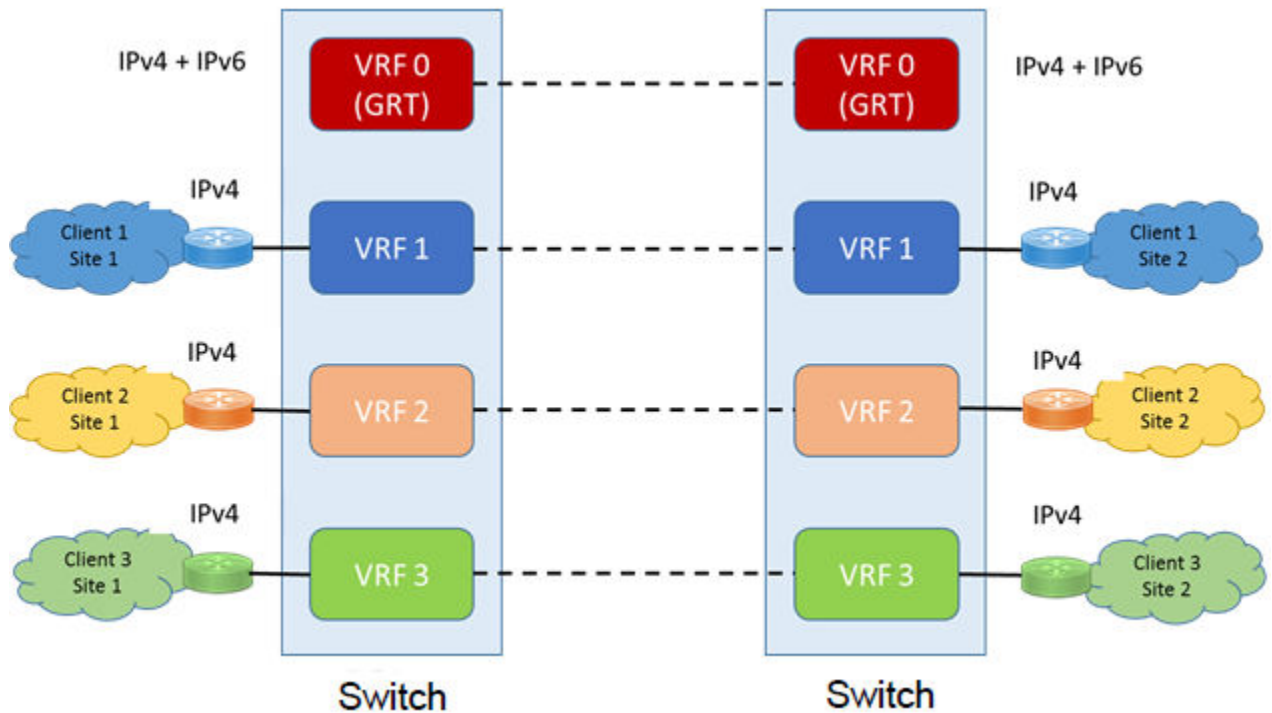 IPv4 + IPv6
VRF 0
(GRT)
VRF 0
(GRT)
IPv4 + IPv6
IPv4
Client 1
Site 1
VRF 1
VRF 1
IPv4
Client 1
Site 2
IPv4
Client 2
Site 1
VRF 2
VRF 2
IPv4
Client 2
Site 2
IPv4
Client 3
Site 1
VRF 3
VRF 3
IPv4
Client 3
Site 2
Switch
Switch